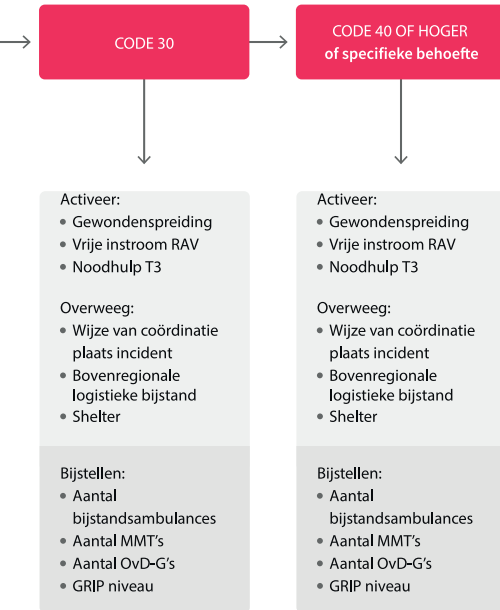 CODE 30
Activeer:
• Gewondenspreiding
• Vrije instroom RAV
• Noodhulp T3
Overweeg:
• Wijze van coördinatie
plaats incident
• Bovenregionale
logistieke bijstand
• Shelter
Bijstellen:
• Aantal
bijstandsambulances
• Aantal MMT's
• Aantal OvD-G's
• GRIP niveau
CODE 40 OF HOGER
of specifieke behoefte
Activeer:
• Gewondenspreiding
• Vrije instroom RAV
• Noodhulp T3
Overweeg:
• Wijze van coördinatie
plaats incident
• Bovenregionale
logistieke bijstand
• Shelter
Bijstellen:
• Aantal
bijstandsambulances
• Aantal MMT's
• Aantal OvD-G's
• GRIP niveau